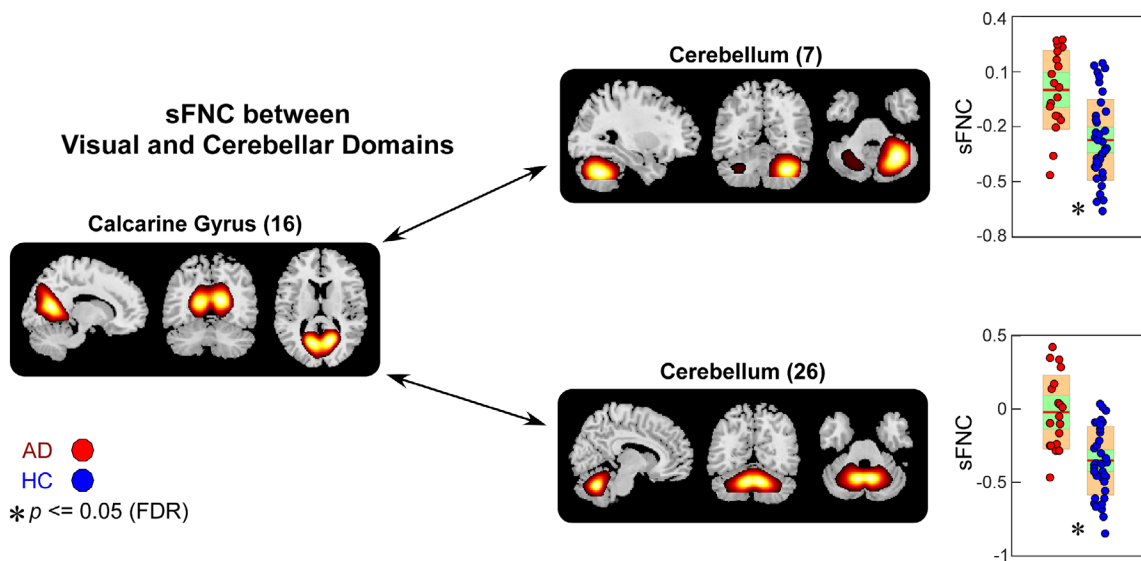 sFNC between
Visual and Cerebellar Domains
Calcarine Gyrus (16)
Cerebellum (7)
sFNC
0.4
0.1
-0.2
-0.5
-0.8
*
Cerebellum (26)
sFNC
0.5
0
-0.5
-1
*
AD
HC
* p <= 0.05 (FDR)